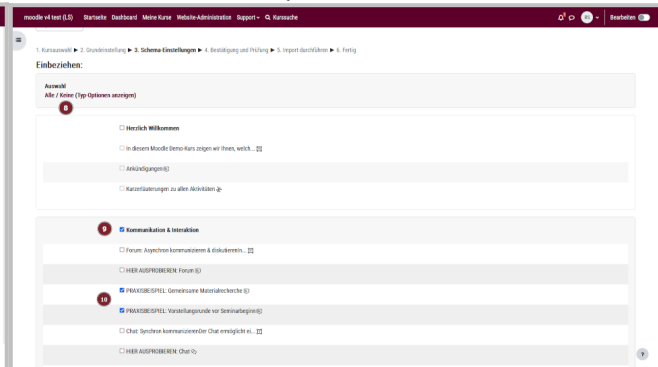 moodle v4 test (LS) Startseite Dashboard Meine Kurse Website-Administration Support Kurssuche Bearbeiten
1. Kursauswahl ► 2. Grundeinstellung ► 3. Schema Einstellungen ► 4. Bestätigung und Prüfung ► 5. Import durchführen ► 6. Fertig
Einbeziehen:
Auswahl
Alle / Keine (Typ-Optionen anzeigen)
8
Herzlich Willkommen
In diesem Moodle Demo-Kurs zeigen wir Ihnen, welch...
Ankündigungen
Kurzerläuterungen zu allen Aktivitäten
9 Kommunikation & Interaktion
Forum: Asynchron kommunizieren & diskutierenIn...
HIER AUSPROBIEREN: Forum
PRAXISBEISPIEL: Gemeinsame Materialrecherche
10
PRAXISBEISPIEL: Vorstellungsrunde vor Seminarbeginn
Chat: Synchron kommunizierenDer Chat ermöglicht ei...
HIER AUSPROBIEREN: Chat
?